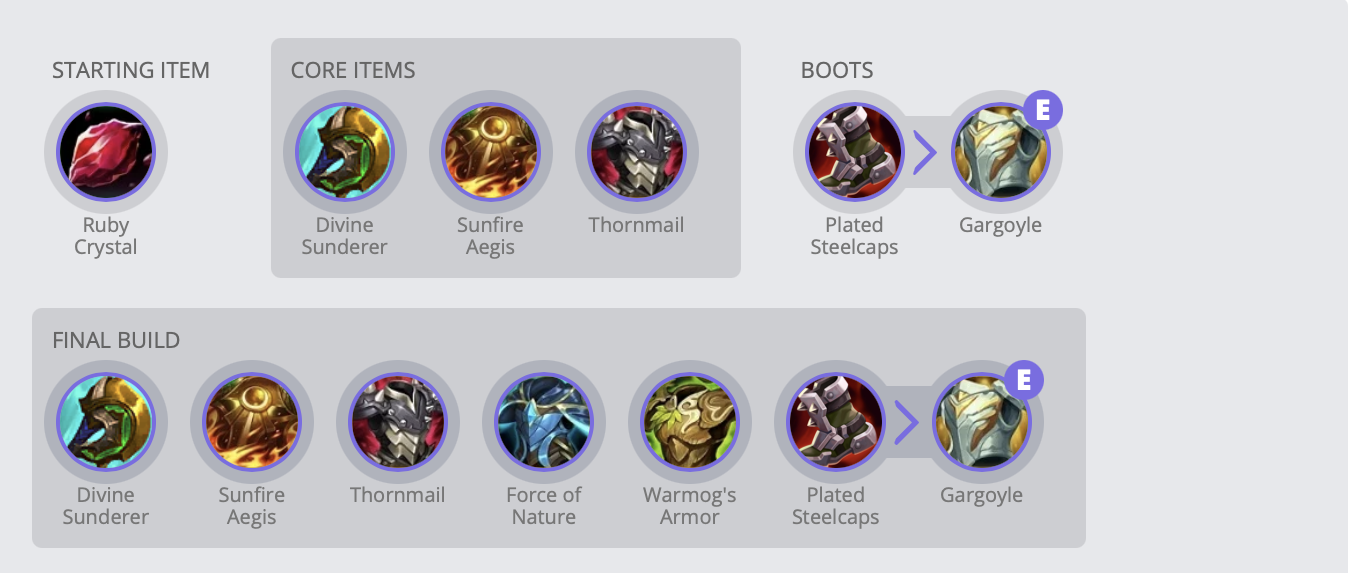 STARTING ITEM
Ruby
Crystal
CORE ITEMS
Divine
Sunderer
Sunfire
Aegis
Thornmail
BOOTS
Plated
Steelcaps
E
Gargoyle
FINAL BUILD
Divine
Sunderer
Sunfire
Aegis
Thornmail
Force of
Nature
Warmog's
Armor
Plated
Steelcaps
E
Gargoyle